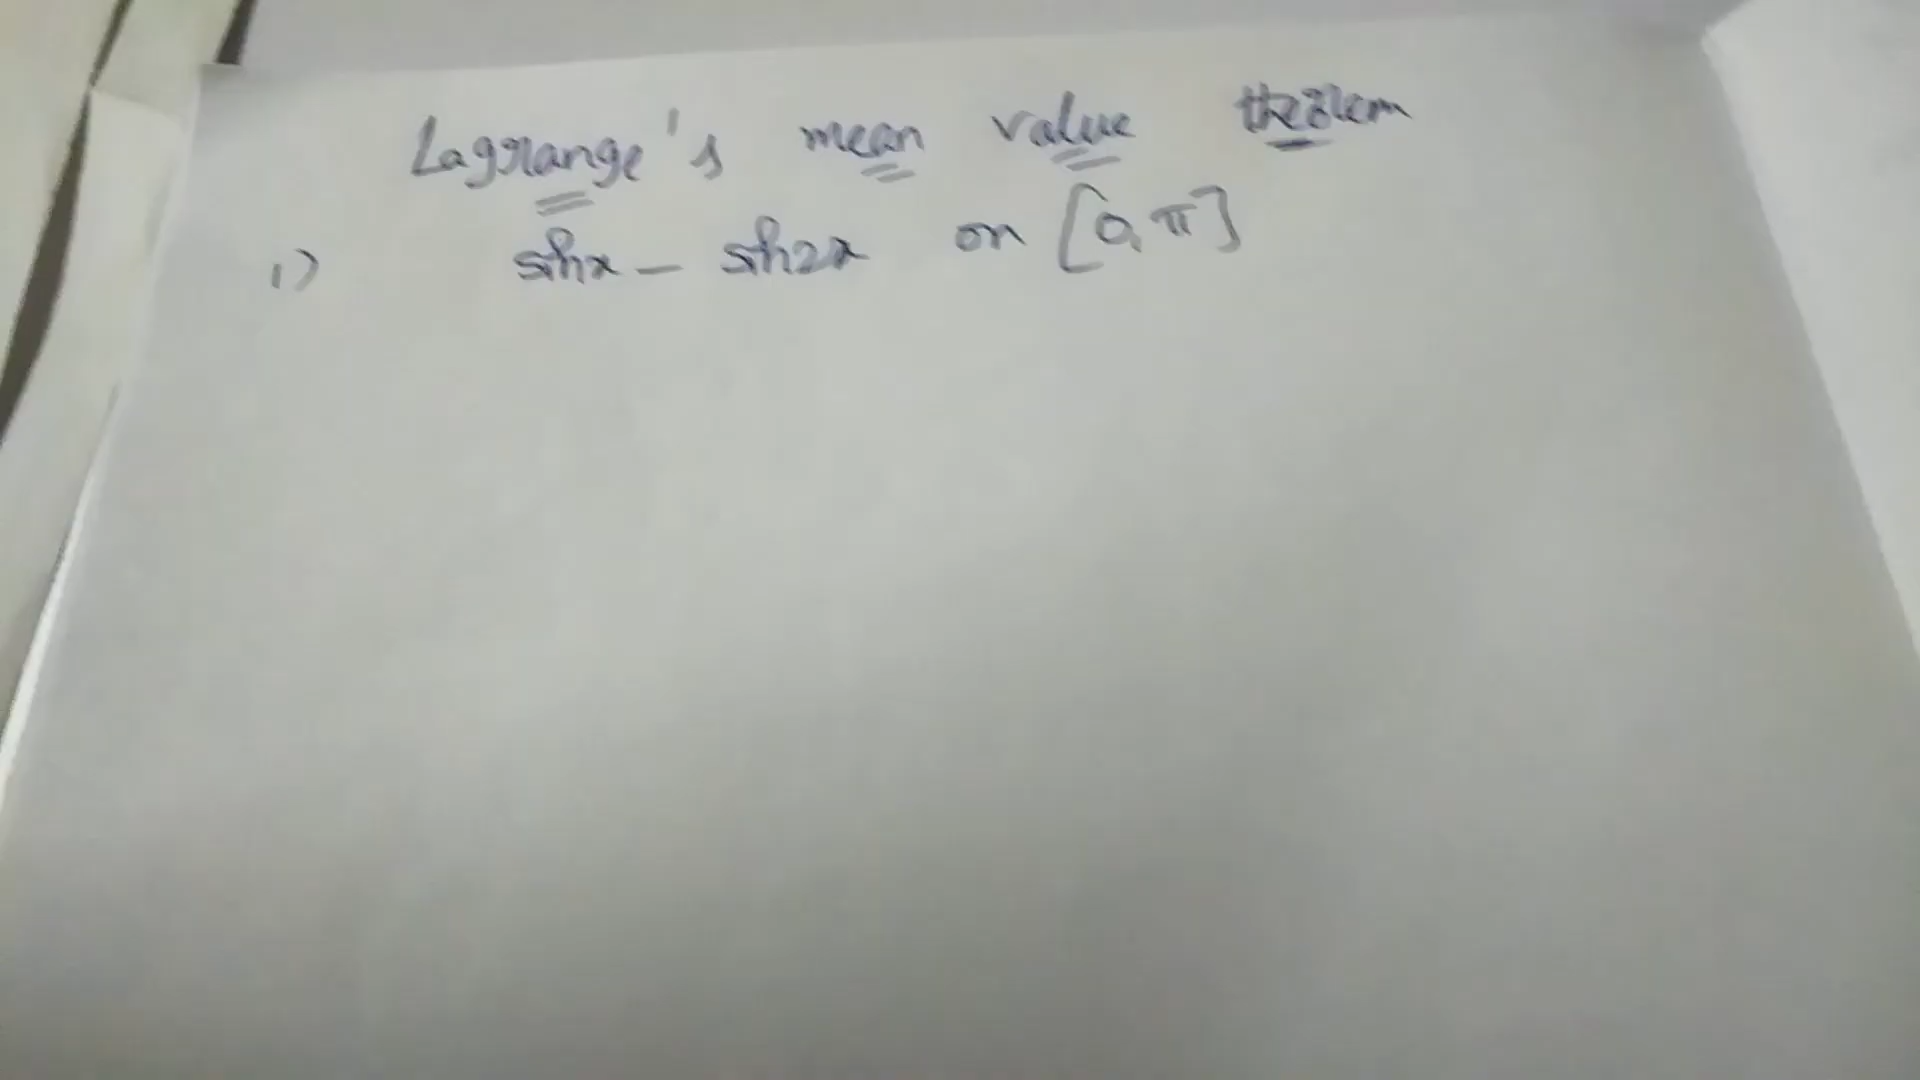 Lagrange's mean value theorem
1) sinx - sin2x on [0, π]